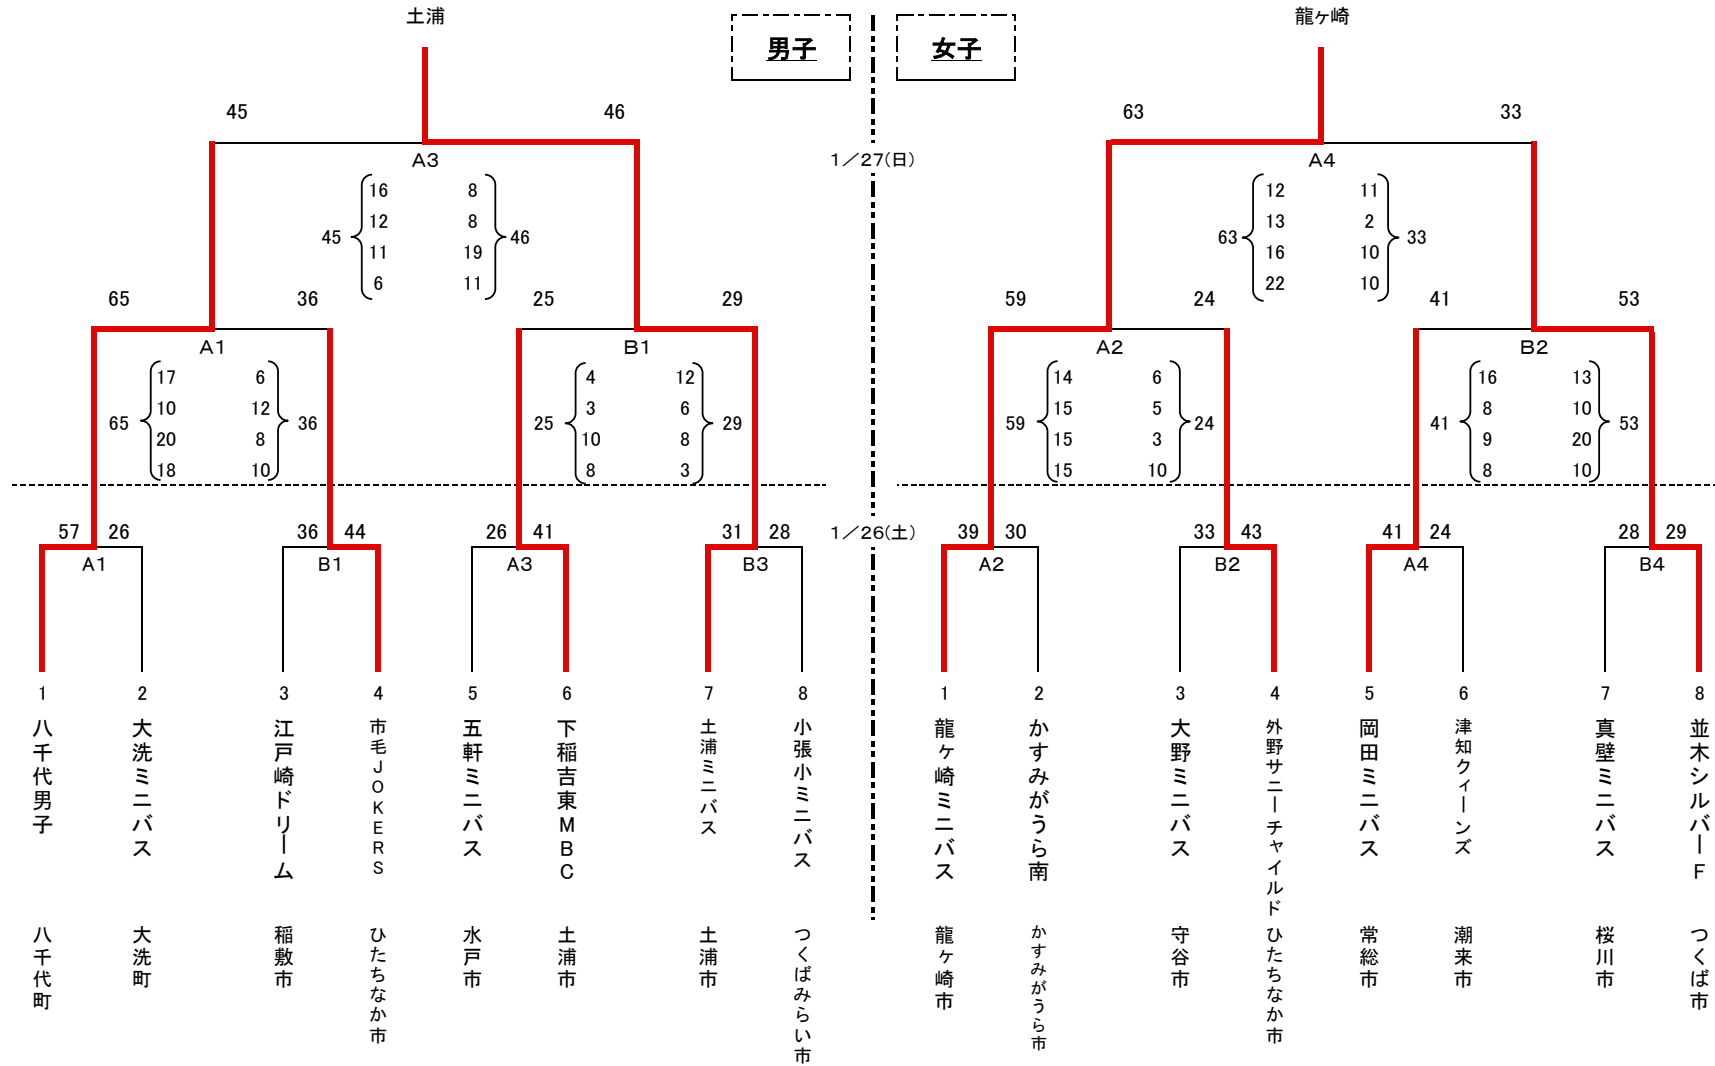 土浦
男子
女子
龍ヶ崎
45
46
63
33
A3
1／27(日)
A4
16 8
12 8
45 46
11 19
6 11
12 11
13 2
63 33
16 10
22 10
65
36
25
29
59
24
41
53
A1
B1
A2
B2
17 6
10 12
65 36
20 8
18 10
4 12
3 6
25 29
10 8
8 3
14 6
15 5
59 24
15 3
15 10
16 13
8 10
41 53
9 20
8 10
1／26(土)
57 26
36 44
26 41
31 28
39 30
33 43
41 24
28 29
A1
B1
A3
B3
A2
B2
A4
B4
1
2
3
4
5
6
7
8
1
2
3
4
5
6
7
8
八千代男子
大洗ミニバス
江戸崎ドリーム
市毛JOKERS
五軒ミニバス
下稲吉東MBC
土浦ミニバス
小張小ミニバス
龍ヶ崎ミニバス
かすみがうら南
大野ミニバス
外野サニーチャイルド
岡田ミニバス
津知クィーンズ
真壁ミニバス
並木シルバーF
八千代町
大洗町
稲敷市
ひたちなか市
水戸市
土浦市
土浦市
つくばみらい市
龍ヶ崎市
かすみがうら市
守谷市
ひたちなか市
常総市
潮来市
桜川市
つくば市